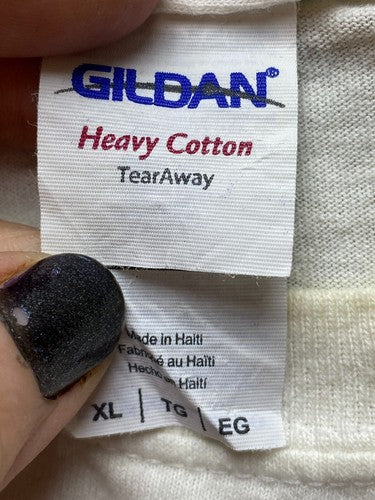 GILDAN®
Heavy Cotton
TearAway
Made in Haiti
Fabriqué au Haïti
Hecho en Haití
XL | TG | EG